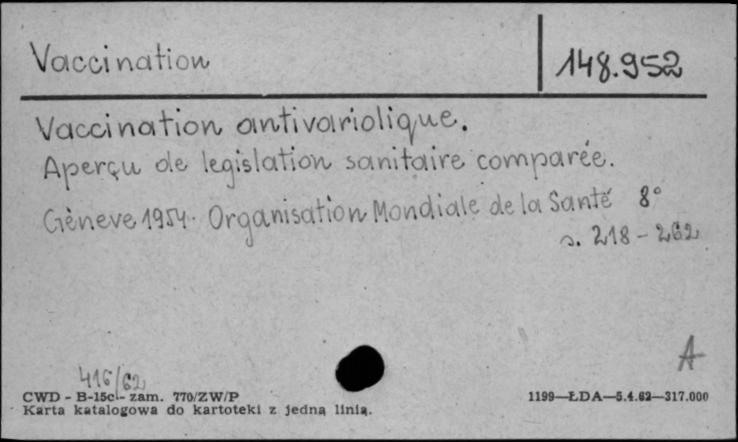 Vaccination 148.952
Vaccination antivariolique.
Aperçu de legislation sanitaire comparée.
Gèneve 1954. Organisation Mondiale de la Santé 8°
s. 218 - 262
A
416/62
CWD - B-15c - zam. 770/ZW/P 1199—ŁDA—5.4.62—317.000
Karta katalogowa do kartoteki z jedną linią.